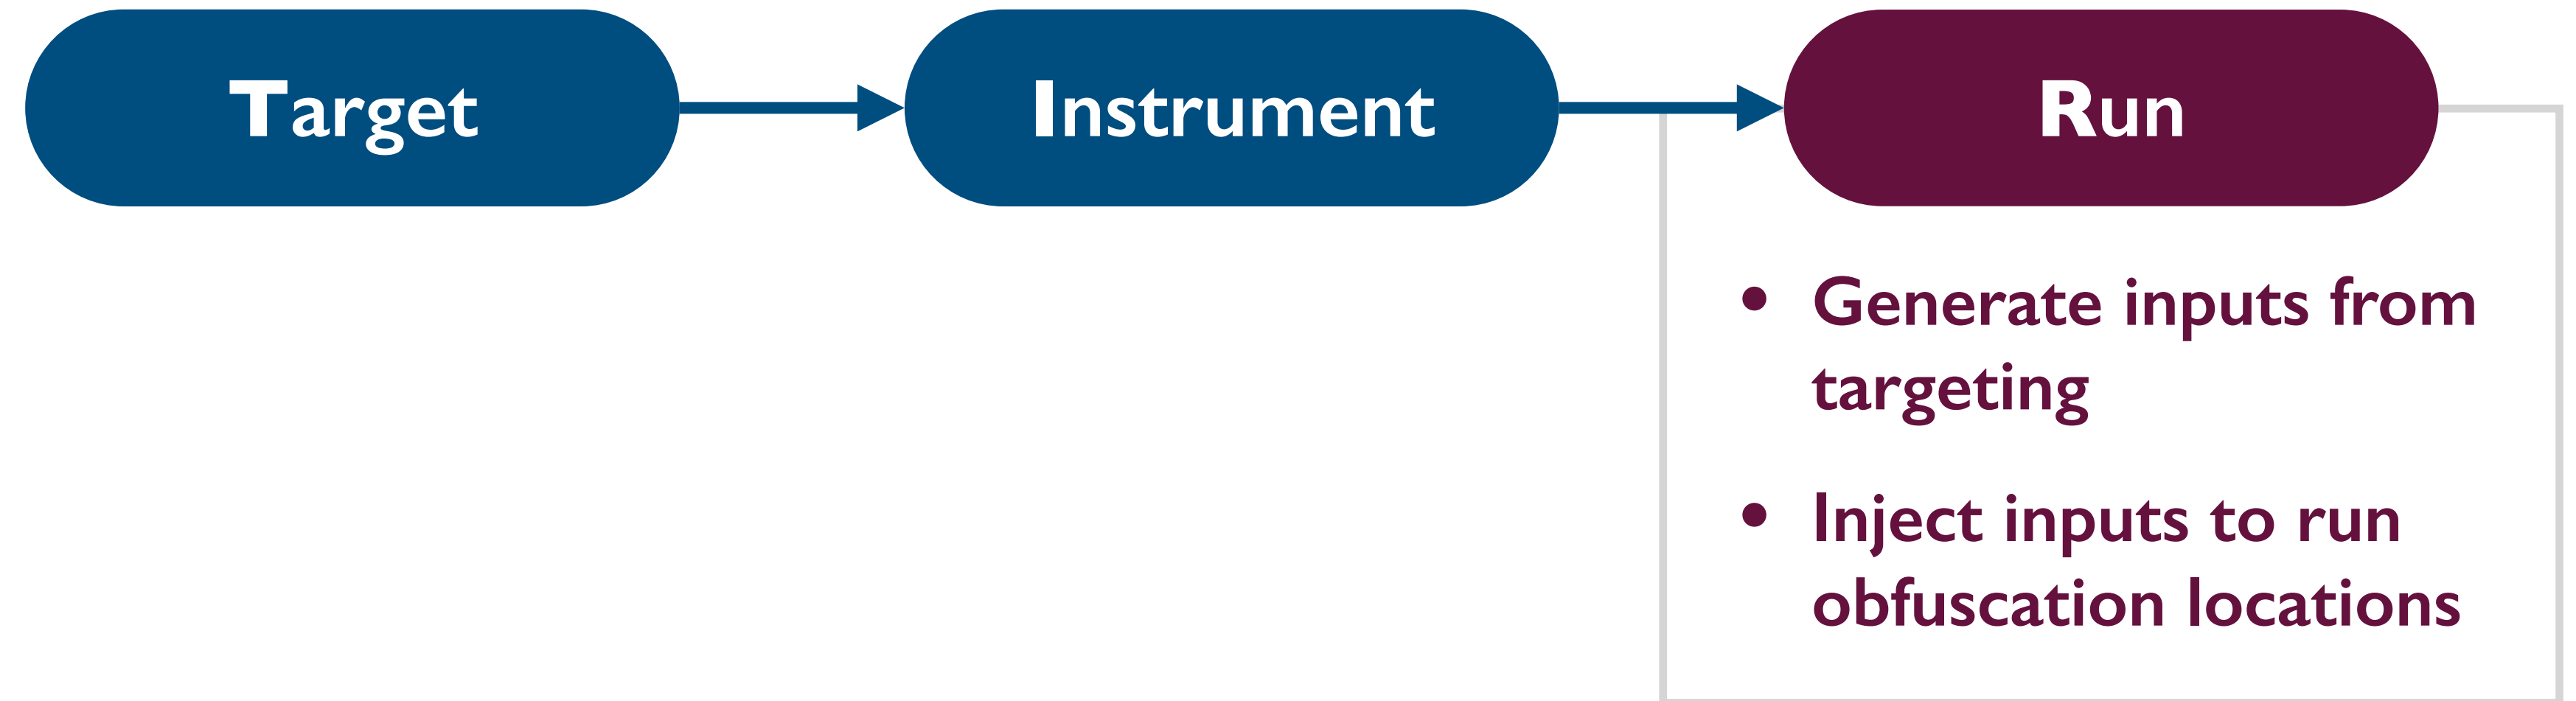 Target
Instrument
Run
• Generate inputs from
targeting
• Inject inputs to run
obfuscation locations